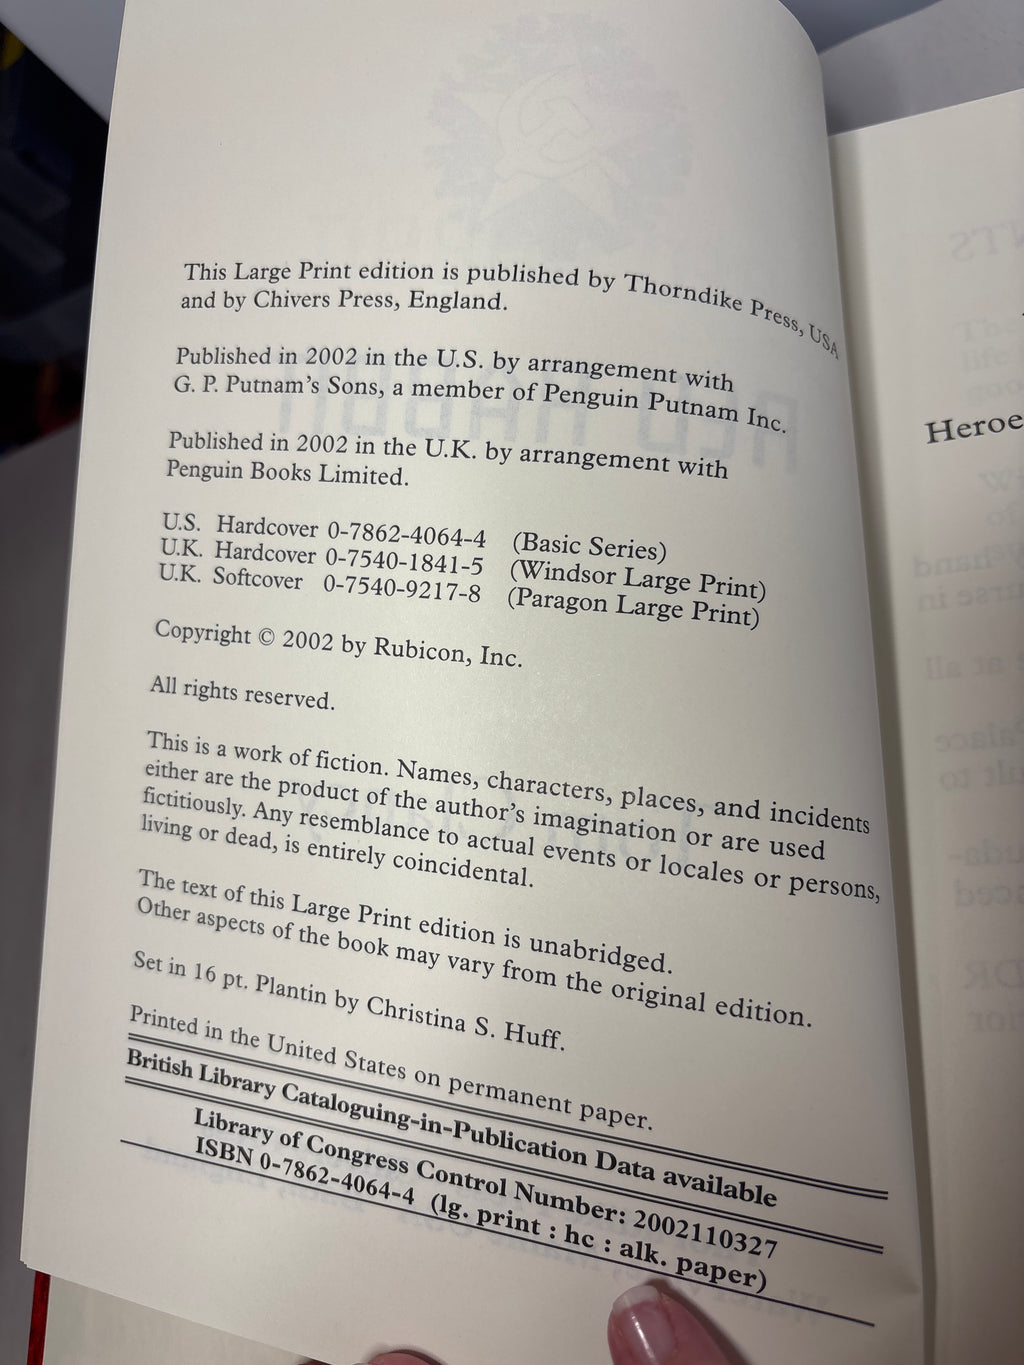 This Large Print edition is published by Thorndike Press, USA
and by Chivers Press, England.
Published in 2002 in the U.S. by arrangement with
G. P. Putnam's Sons, a member of Penguin Putnam Inc.
Published in 2002 in the U.K. by arrangement with
Penguin Books Limited.
U.S. Hardcover 0-7862-4064-4 (Basic Series)
U.K. Hardcover 0-7540-1841-5 (Windsor Large Print)
U.K. Softcover 0-7540-9217-8 (Paragon Large Print)
Copyright © 2002 by Rubicon, Inc.
All rights reserved.
This is a work of fiction. Names, characters, places, and incidents
either are the product of the author's imagination or are used
fictitiously. Any resemblance to actual events or locales or persons,
living or dead, is entirely coincidental.
The text of this Large Print edition is unabridged.
Other aspects of the book may vary from the original edition.
Set in 16 pt. Plantin by Christina S. Huff.
Printed in the United States on permanent paper.
British Library Cataloguing-in-Publication Data available
Library of Congress Control Number: 2002110327
ISBN 0-7862-4064-4 (lg. print : hc : alk. paper)
Heroe